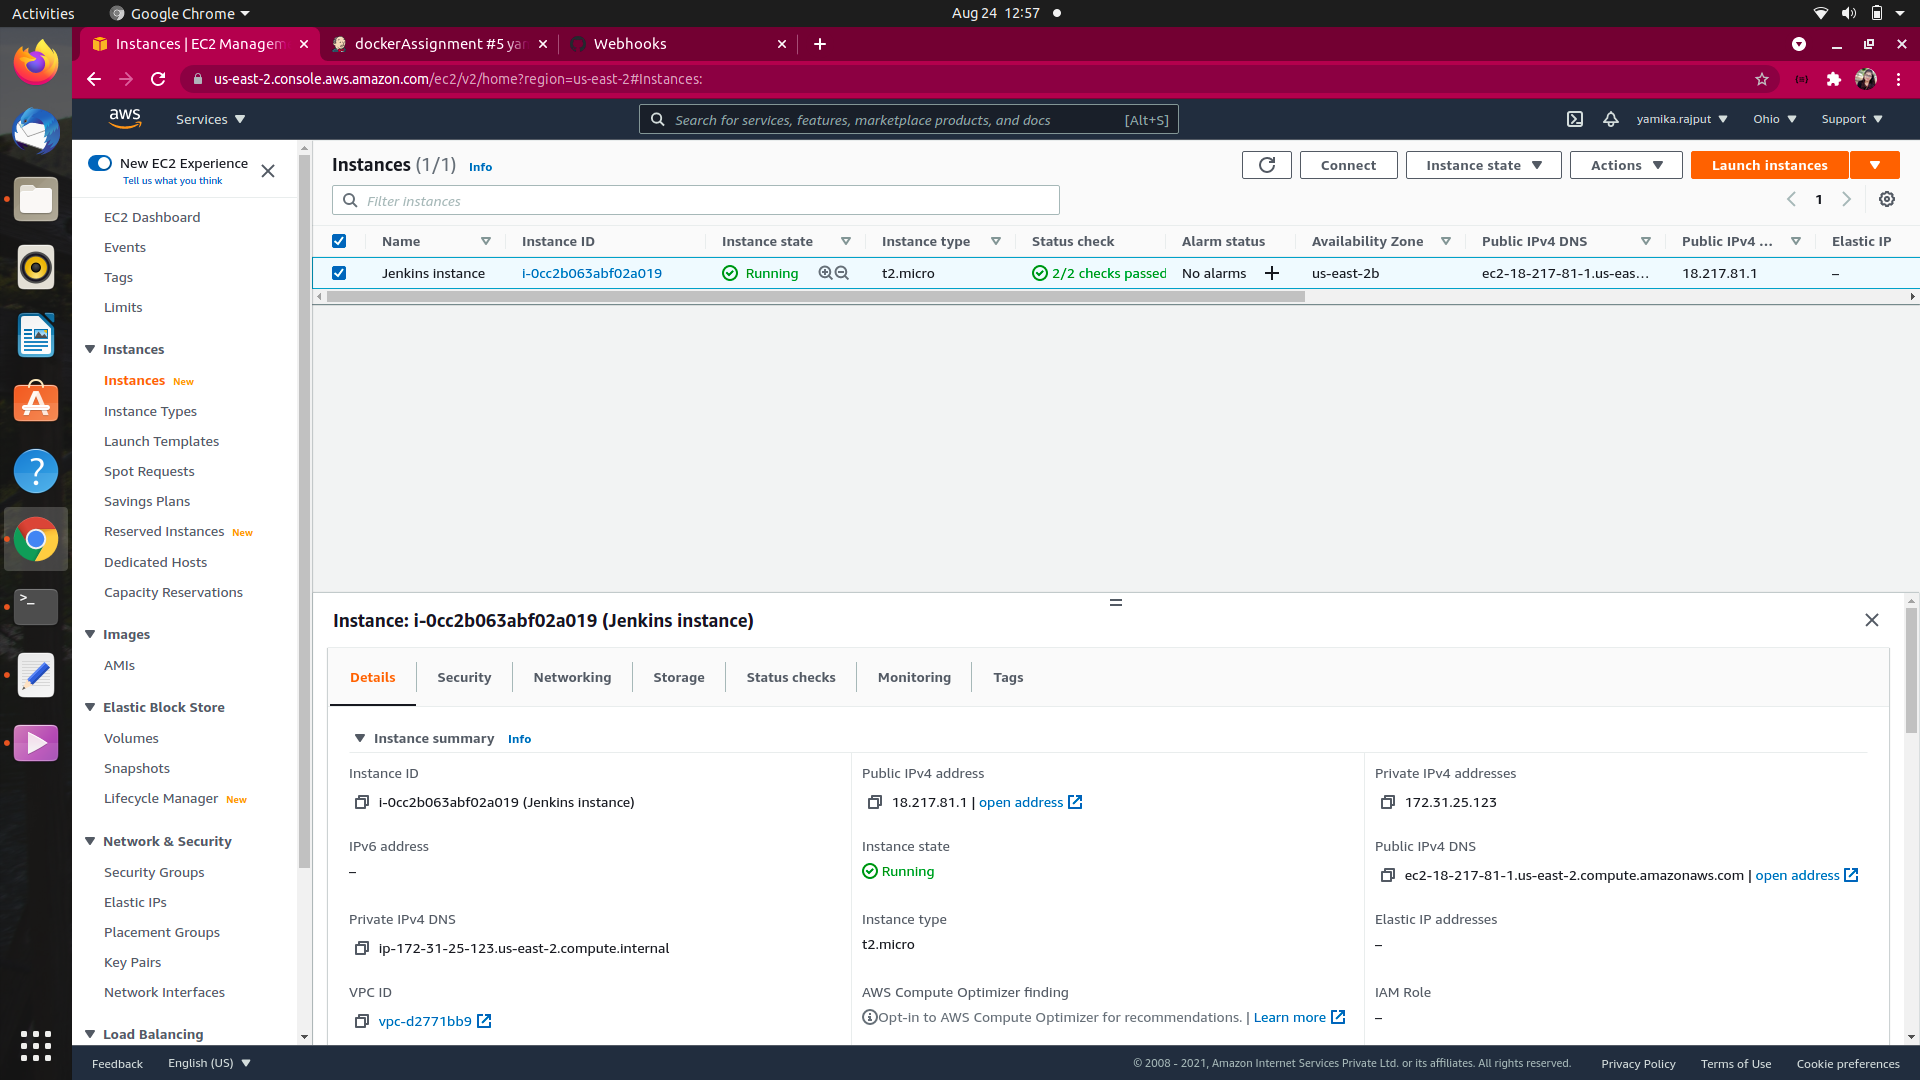 Activities
Google Chrome
Aug 24 12:57
Instances | EC2 Managem
dockerAssignment #5 yar
Webhooks
us-east-2.console.aws.amazon.com/ec2/v2/home?region=us-east-2#Instances:
aws
Services
Search for services, features, marketplace products, and docs [Alt+S]
yamika.rajput
Ohio
Support
New EC2 Experience
Tell us what you think
EC2 Dashboard
Events
Tags
Limits
Instances
Instances New
Instance Types
Launch Templates
Spot Requests
Savings Plans
Reserved Instances New
Dedicated Hosts
Capacity Reservations
Images
AMIs
Elastic Block Store
Volumes
Snapshots
Lifecycle Manager New
Network & Security
Security Groups
Elastic IPs
Placement Groups
Key Pairs
Network Interfaces
Load Balancing
Instances (1/1) Info
Connect
Instance state
Actions
Launch instances
Filter instances
1
Name Instance ID Instance state Instance type Status check Alarm status Availability Zone Public IPv4 DNS Public IPv4 ... Elastic IP
Jenkins instance i-0cc2b063abf02a019 Running t2.micro 2/2 checks passed No alarms + us-east-2b ec2-18-217-81-1.us-eas... 18.217.81.1 –
Instance: i-0cc2b063abf02a019 (Jenkins instance)
Details Security Networking Storage Status checks Monitoring Tags
Instance summary Info
Instance ID
i-0cc2b063abf02a019 (Jenkins instance)
Public IPv4 address
18.217.81.1 | open address
Private IPv4 addresses
172.31.25.123
IPv6 address
–
Instance state
Running
Public IPv4 DNS
ec2-18-217-81-1.us-east-2.compute.amazonaws.com | open address
Private IPv4 DNS
ip-172-31-25-123.us-east-2.compute.internal
Instance type
t2.micro
Elastic IP addresses
–
VPC ID
vpc-d2771bb9
AWS Compute Optimizer finding
Opt-in to AWS Compute Optimizer for recommendations. | Learn more
IAM Role
–
Feedback
English (US)
© 2008 - 2021, Amazon Internet Services Private Ltd. or its affiliates. All rights reserved.
Privacy Policy
Terms of Use
Cookie preferences